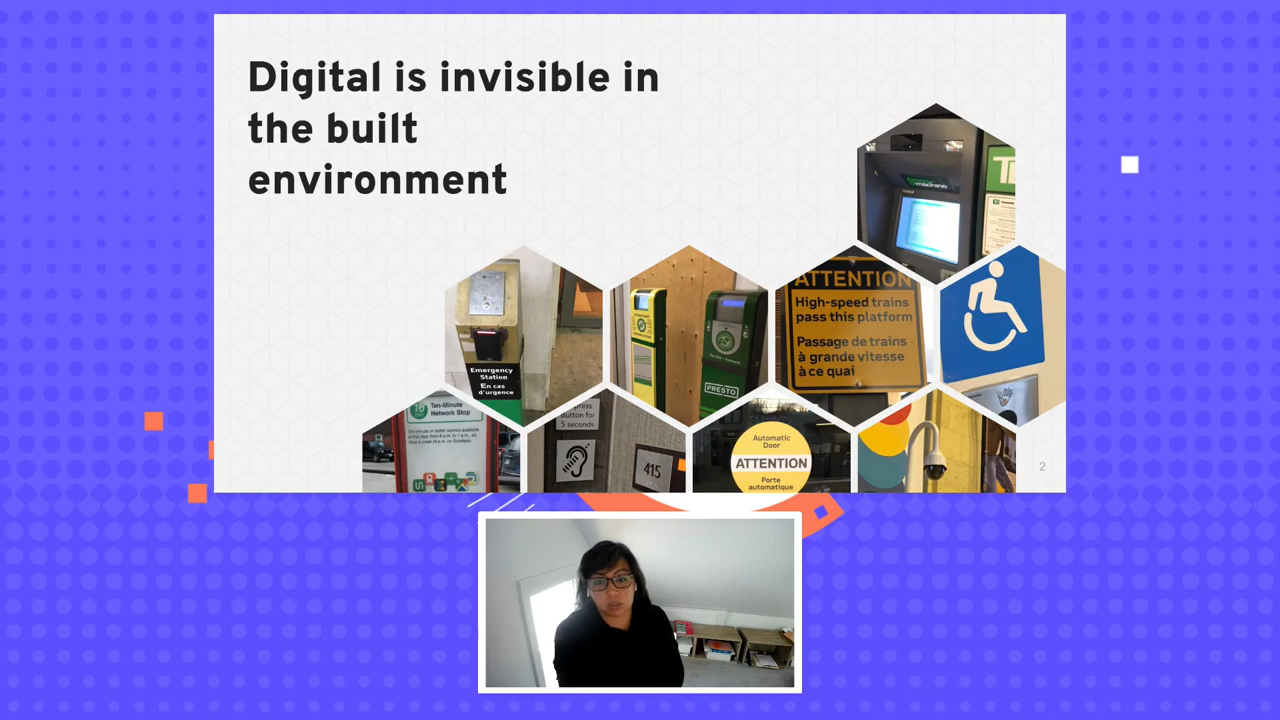 Digital is invisible in
the built
environment
ATTENTION
High-speed trains
pass this platform
Passage de trains
à grande vitesse
à ce quai
Emergency
Station
En cas
d'urgence
PRESTO
Ten-Minute
Network Stop
press
Button for
5 seconds
415
Automatic
Door
ATTENTION
Porte
automatique
2